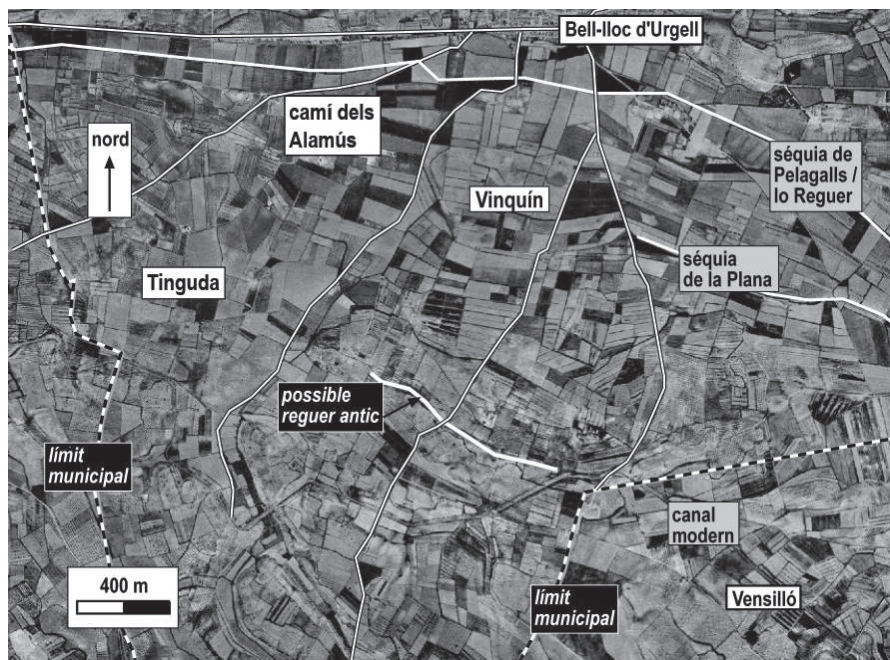 Bell-lloc d'Urgell
camí dels
Alamús
nord
séquia de
Pelagalls /
lo Reguer
Vinquín
séquia
de la Plana
Tinguda
possible
reguer antic
límit
municipal
canal
modern
400 m
límit
municipal
Vensilló